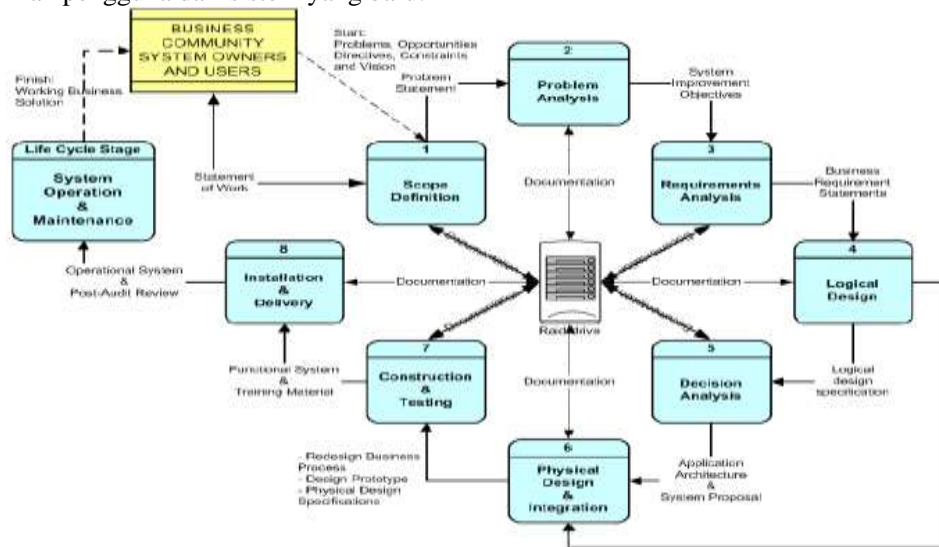 BUSINESS
COMMUNITY
SYSTEM OWNERS
AND USERS
Start:
Problems, Opportunities
Directives, Constraints
and Vision
Finish:
Working Business
Solution
Problem
Statement
2
Problem
Analysis
System
Improvement
Objectives
Life Cycle Stage
System
Operation
&
Maintenance
Statement
of Work
1
Scope
Definition
Documentation
3
Requirements
Analysis
Business
Requirement
Statements
Operational System
&
Post-Audit Review
8
Installation
&
Delivery
Documentation
Raid drive
Documentation
4
Logical
Design
Functional System
&
Training Material
7
Construction
&
Testing
Documentation
5
Decision
Analysis
Logical
design
specification
- Redesign Business
Process
- Design Prototype
- Physical Design
Specifications
6
Physical
Design
&
Integration
Application
Architecture
&
System Proposal